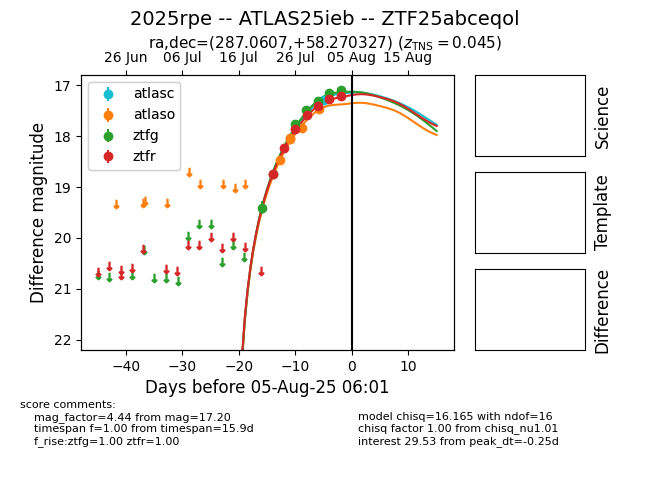 2025rpe -- ATLAS25ieb -- ZTF25abceqol
ra,dec=(287.0607,+58.270327) (z_TNS = 0.045)
26 Jun 06 Jul 16 Jul 26 Jul 05 Aug 15 Aug
atlasc
atlaso
ztfg
ztfr
17
18
19
20
21
22
Difference magnitude
−40 −30 −20 −10 0 10
Days before 05-Aug-25 06:01
Science
Template
Difference
score comments:
mag_factor=4.44 from mag=17.20
timespan f=1.00 from timespan=15.9d
f_rise:ztfg=1.00 ztfr=1.00
model chisq=16.165 with ndof=16
chisq factor 1.00 from chisq_nu1.01
interest 29.53 from peak_dt=-0.25d